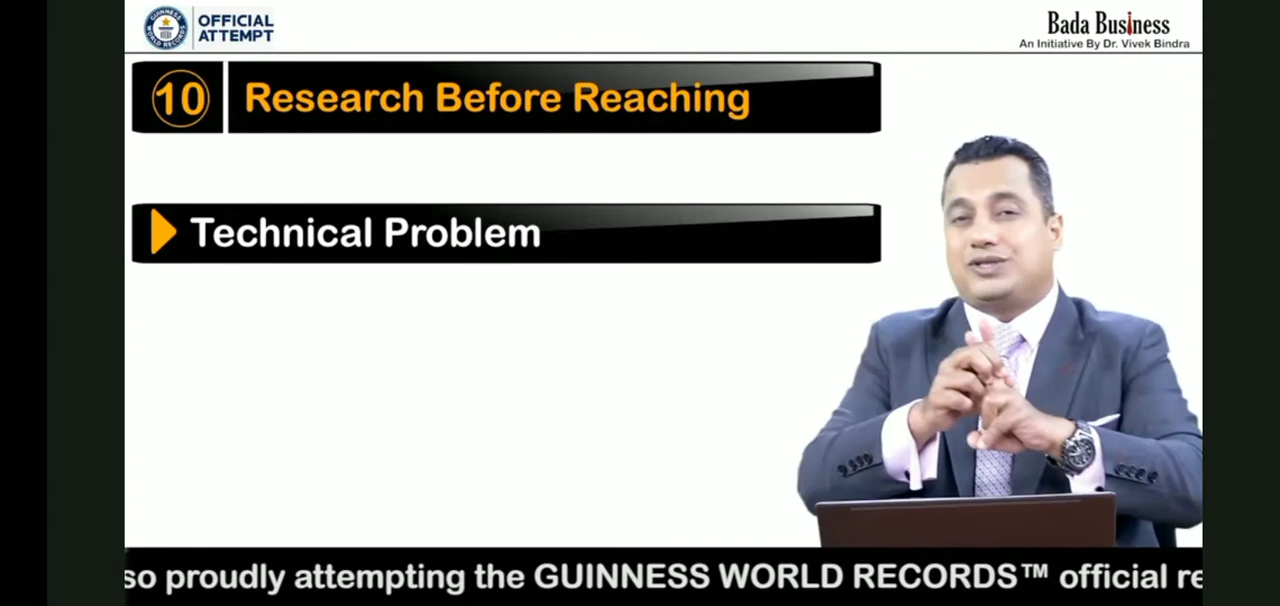 OFFICIAL
ATTEMPT
Bada Business
An Initiative By Dr. Vivek Bindra
10 Research Before Reaching
Technical Problem
so proudly attempting the GUINNESS WORLD RECORDS™ official re